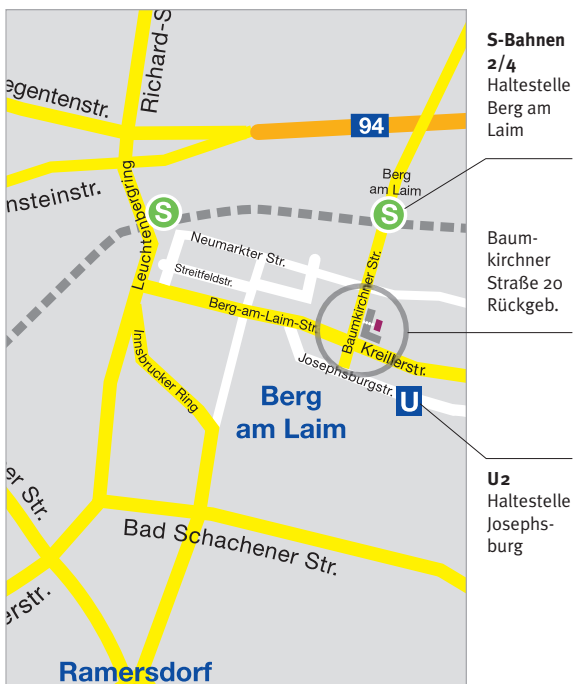 Richard-S
egentenstr.
94
nsteinstr.
Leuchtenbergring
S
Berg
am Laim
S
Neumarkter Str.
Streitfeldstr.
Baumkirchner Str.
Berg-am-Laim-Str.
Kreillerstr.
Innsbrucker Ring
Josephsburgstr.
U
Berg
am Laim
er Str.
Bad Schachener Str.
erstr.
Ramersdorf
S-Bahnen
2/4
Haltestelle
Berg am
Laim
Baum-
kirchner
Straße 20
Rückgeb.
U2
Haltestelle
Josephs-
burg